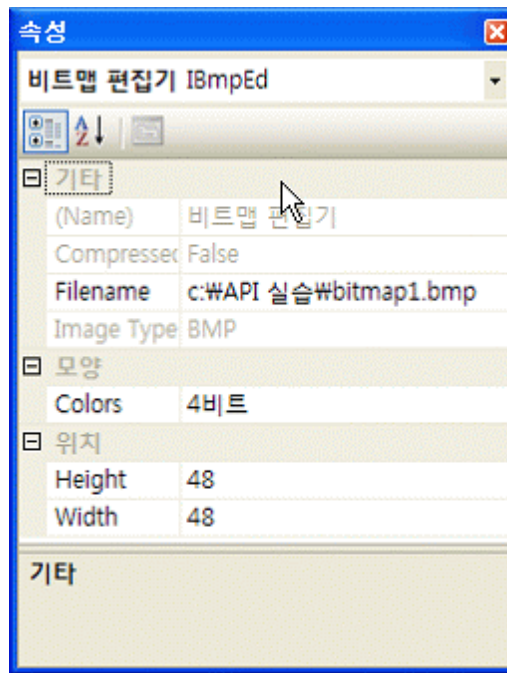 속성
비트맵 편집기 IBmpEd
기타
(Name) 비트맵 편집기
Compressed False
Filename c:₩API 실습₩bitmap1.bmp
Image Type BMP
모양
Colors 4비트
위치
Height 48
Width 48
기타